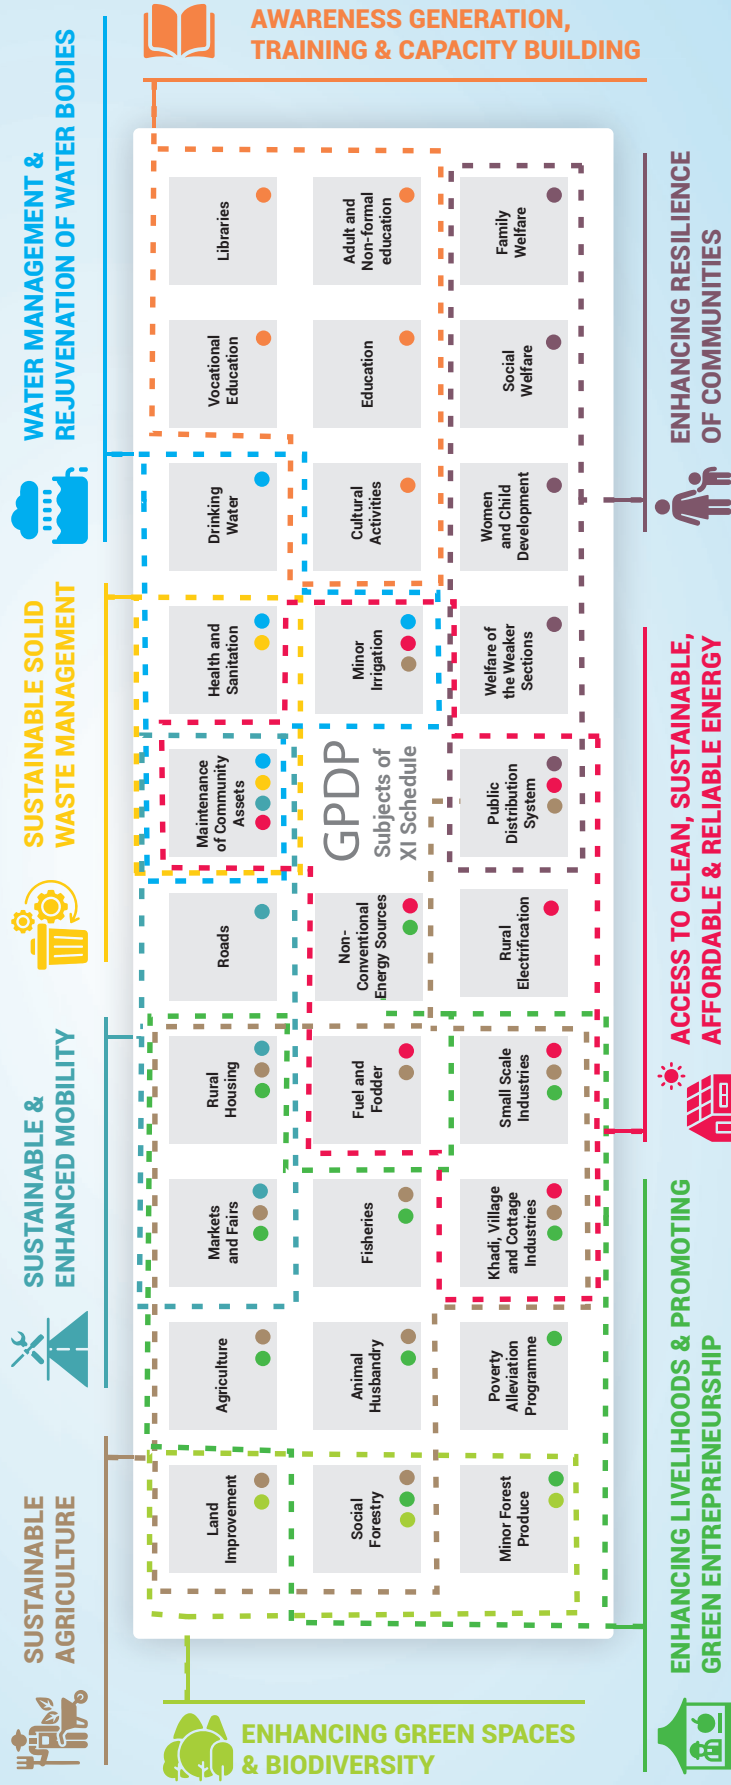 SUSTAINABLE
AGRICULTURE
SUSTAINABLE &
ENHANCED MOBILITY
SUSTAINABLE SOLID
WASTE MANAGEMENT
WATER MANAGEMENT &
REJUVENATION OF WATER BODIES
AWARENESS GENERATION,
TRAINING & CAPACITY BUILDING
Land
Improvement
Agriculture
Markets
and Fairs
Rural
Housing
Roads
Maintenance
of Community
Assets
Health and
Sanitation
Drinking
Water
Vocational
Education
Libraries
Social
Forestry
Animal
Husbandry
Fisheries
Fuel and
Fodder
Non-
Conventional
Energy Sources
GPDP
Subjects of
XI Schedule
Minor
Irrigation
Cultural
Activities
Education
Adult and
Non-formal
education
Minor Forest
Produce
Poverty
Alleviation
Programme
Khadi, Village
and Cottage
Industries
Small Scale
Industries
Rural
Electrification
Public
Distribution
System
Welfare of
the Weaker
Sections
Women
and Child
Development
Social
Welfare
Family
Welfare
ENHANCING GREEN SPACES
& BIODIVERSITY
ENHANCING LIVELIHOODS & PROMOTING
GREEN ENTREPRENEURSHIP
ACCESS TO CLEAN, SUSTAINABLE,
AFFORDABLE & RELIABLE ENERGY
ENHANCING RESILIENCE
OF COMMUNITIES